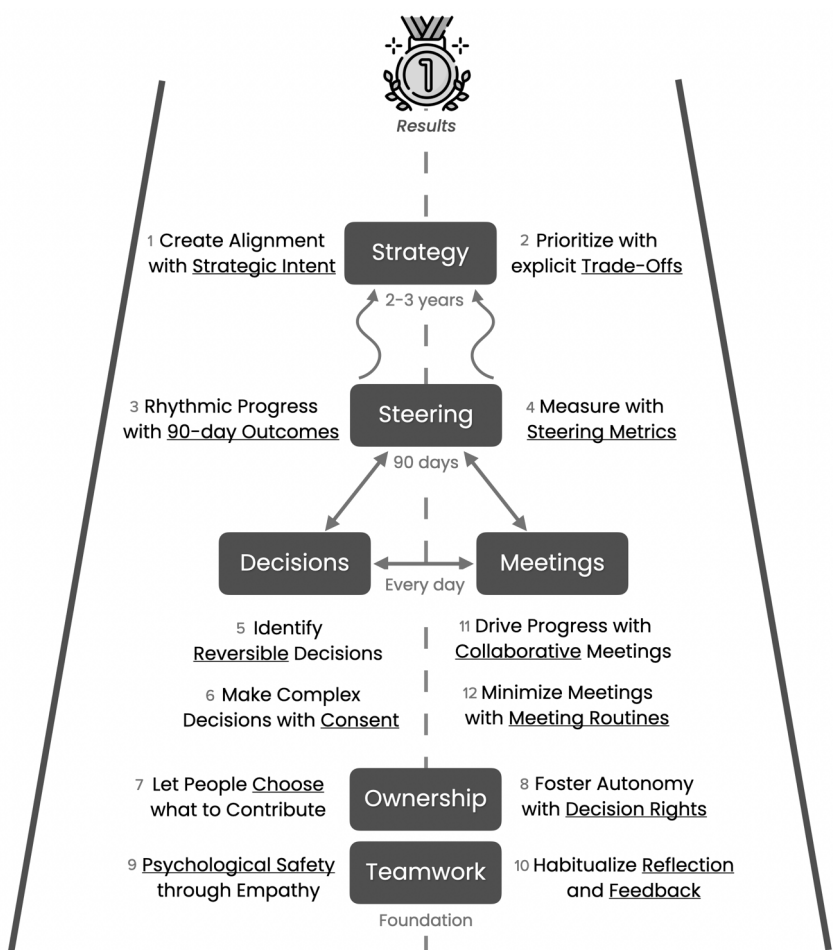 1
Results
1 Create Alignment
with Strategic Intent
Strategy
2 Prioritize with
explicit Trade-Offs
2-3 years
3 Rhythmic Progress
with 90-day Outcomes
Steering
4 Measure with
Steering Metrics
90 days
Decisions
Meetings
Every day
5 Identify
Reversible Decisions
6 Make Complex
Decisions with Consent
11 Drive Progress with
Collaborative Meetings
12 Minimize Meetings
with Meeting Routines
7 Let People Choose
what to Contribute
Ownership
8 Foster Autonomy
with Decision Rights
9 Psychological Safety
through Empathy
Teamwork
10 Habitualize Reflection
and Feedback
Foundation